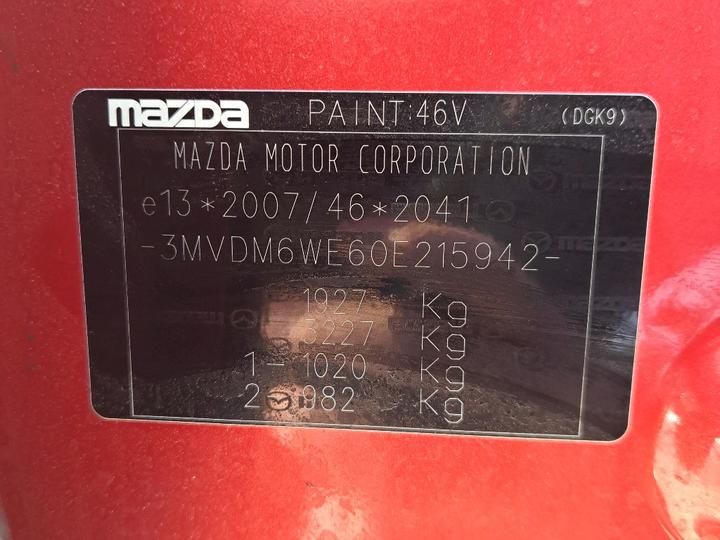 mazda PAINT:46V (DGK9)
MAZDA MOTOR CORPORATION
e13*2007/46*2041
-3MVDM6WE60E215942-
1927 Kg
3227 Kg
1-1020 Kg
2-982 Kg